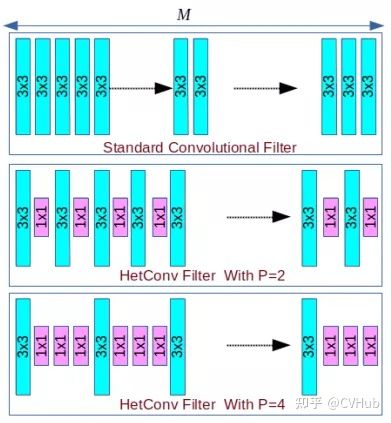 M
3x3 3x3 3x3 3x3 3x3 3x3 3x3 3x3 3x3 3x3
Standard Convolutional Filter
3x3 1x1 3x3 1x1 3x3 1x1 3x3 1x1 3x3 3x3 1x1 3x3 1x1
HetConv Filter With P=2
3x3 1x1 1x1 1x1 3x3 1x1 1x1 1x1 3x3 3x3 1x1 1x1 1x1
HetConv Filter With P=4
知乎 @CVHub